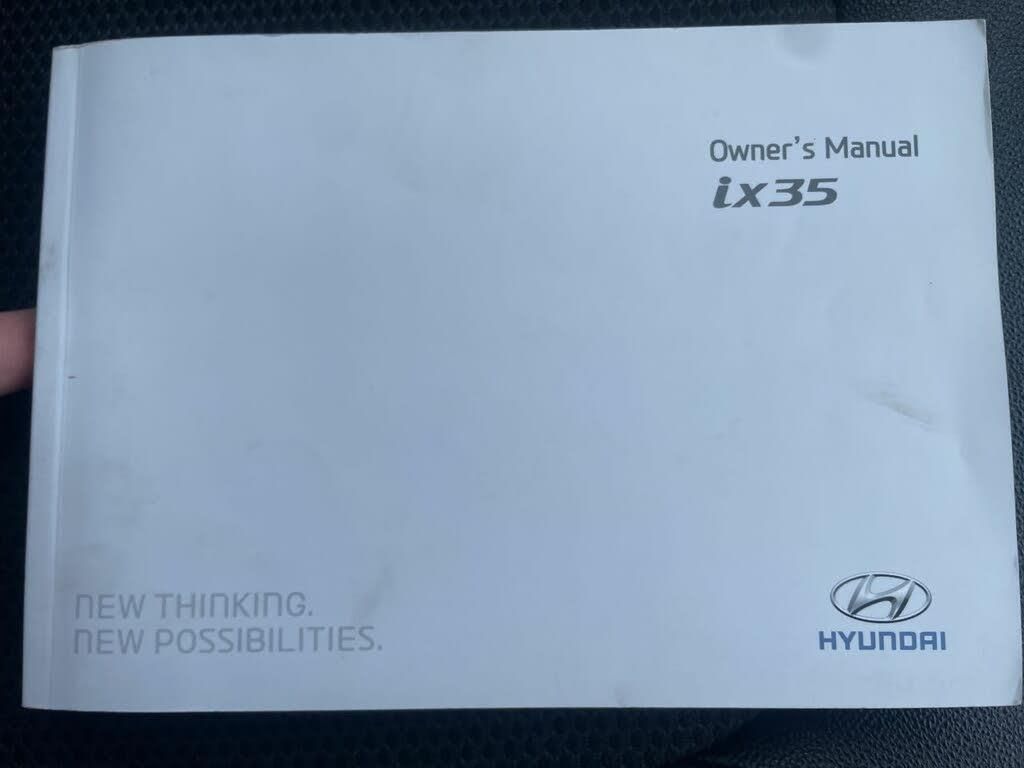 Owner's Manual
ix35
NEW THINKING.
NEW POSSIBILITIES.
HYUNDAI